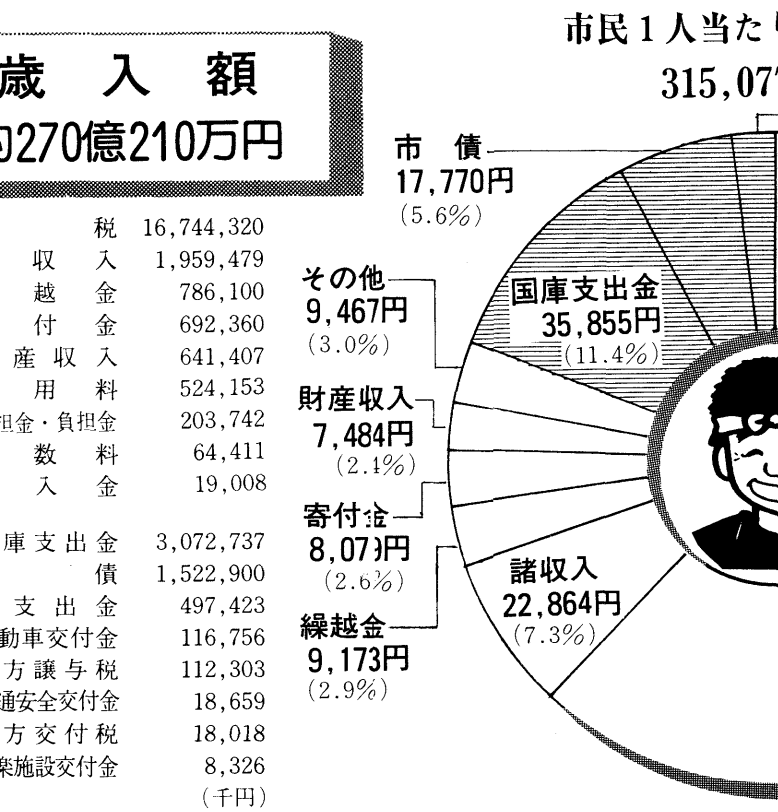 歳入額
約270億210万円
税 16,744,320
収入 1,959,479
越金 786,100
付金 692,360
産収入 641,407
用料 524,153
担金・負担金 203,742
数料 64,411
入金 19,008
庫支出金 3,072,737
債 1,522,900
支出金 497,423
動車交付金 116,756
方譲与税 112,303
通安全交付金 18,659
方交付税 18,018
楽施設交付金 8,326
(千円)
市民1人当たり
315,077
市債
17,770円
(5.6%)
国庫支出金
35,855円
(11.4%)
その他
9,467円
(3.0%)
財産収入
7,484円
(2.4%)
寄付金
8,079円
(2.6%)
繰越金
9,173円
(2.9%)
諸収入
22,864円
(7.3%)